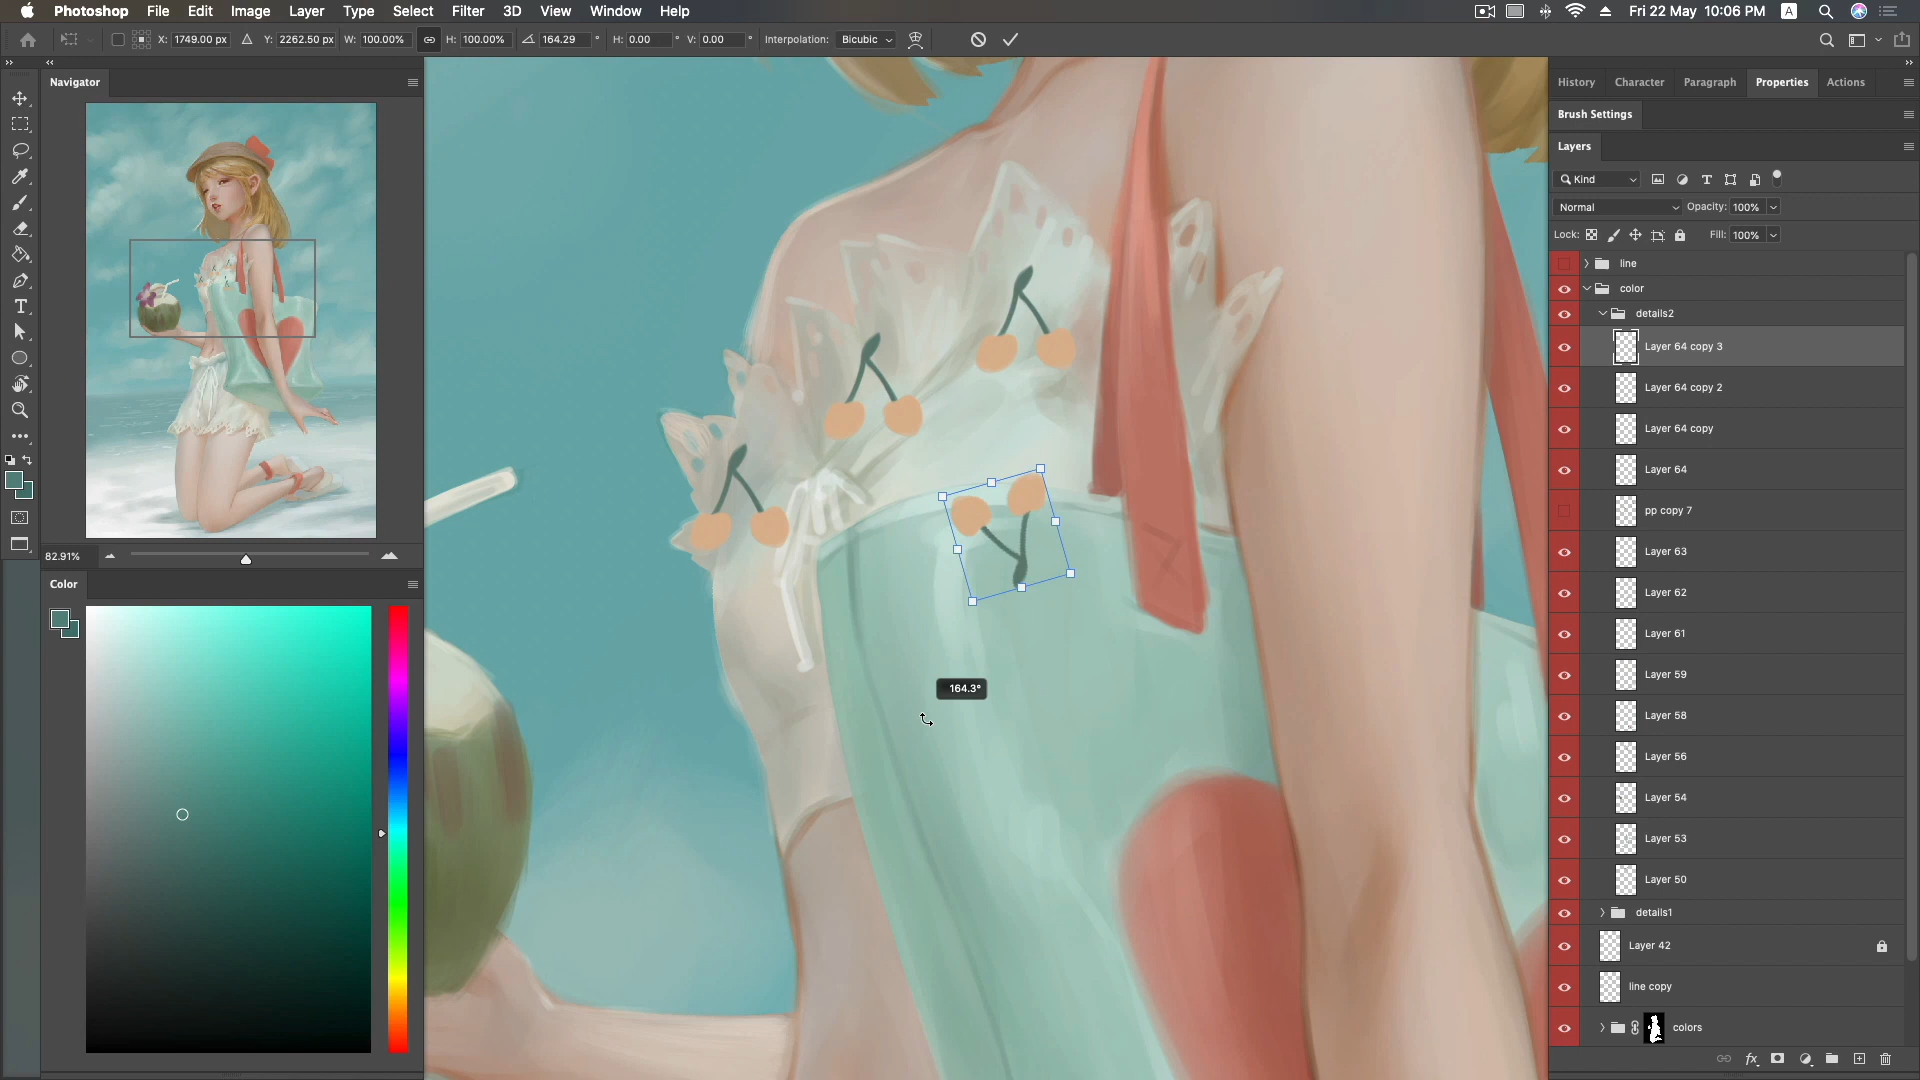 Photoshop File Edit Image Layer Type Select Filter 3D View Window Help
Fri 22 May 10:06 PM A
X: 1749.00 px Y: 2262.50 px W: 100.00% H: 100.00% 164.29 ° H: 0.00 ° V: 0.00 ° Interpolation: Bicubic
Navigator
82.91%
Color
164.3°
History Character Paragraph Properties Actions
Brush Settings
Layers
Kind
Normal Opacity: 100%
Lock: Fill: 100%
line
color
details2
Layer 64 copy 3
Layer 64 copy 2
Layer 64 copy
Layer 64
pp copy 7
Layer 63
Layer 62
Layer 61
Layer 59
Layer 58
Layer 56
Layer 54
Layer 53
Layer 50
details1
Layer 42
line copy
colors
fx